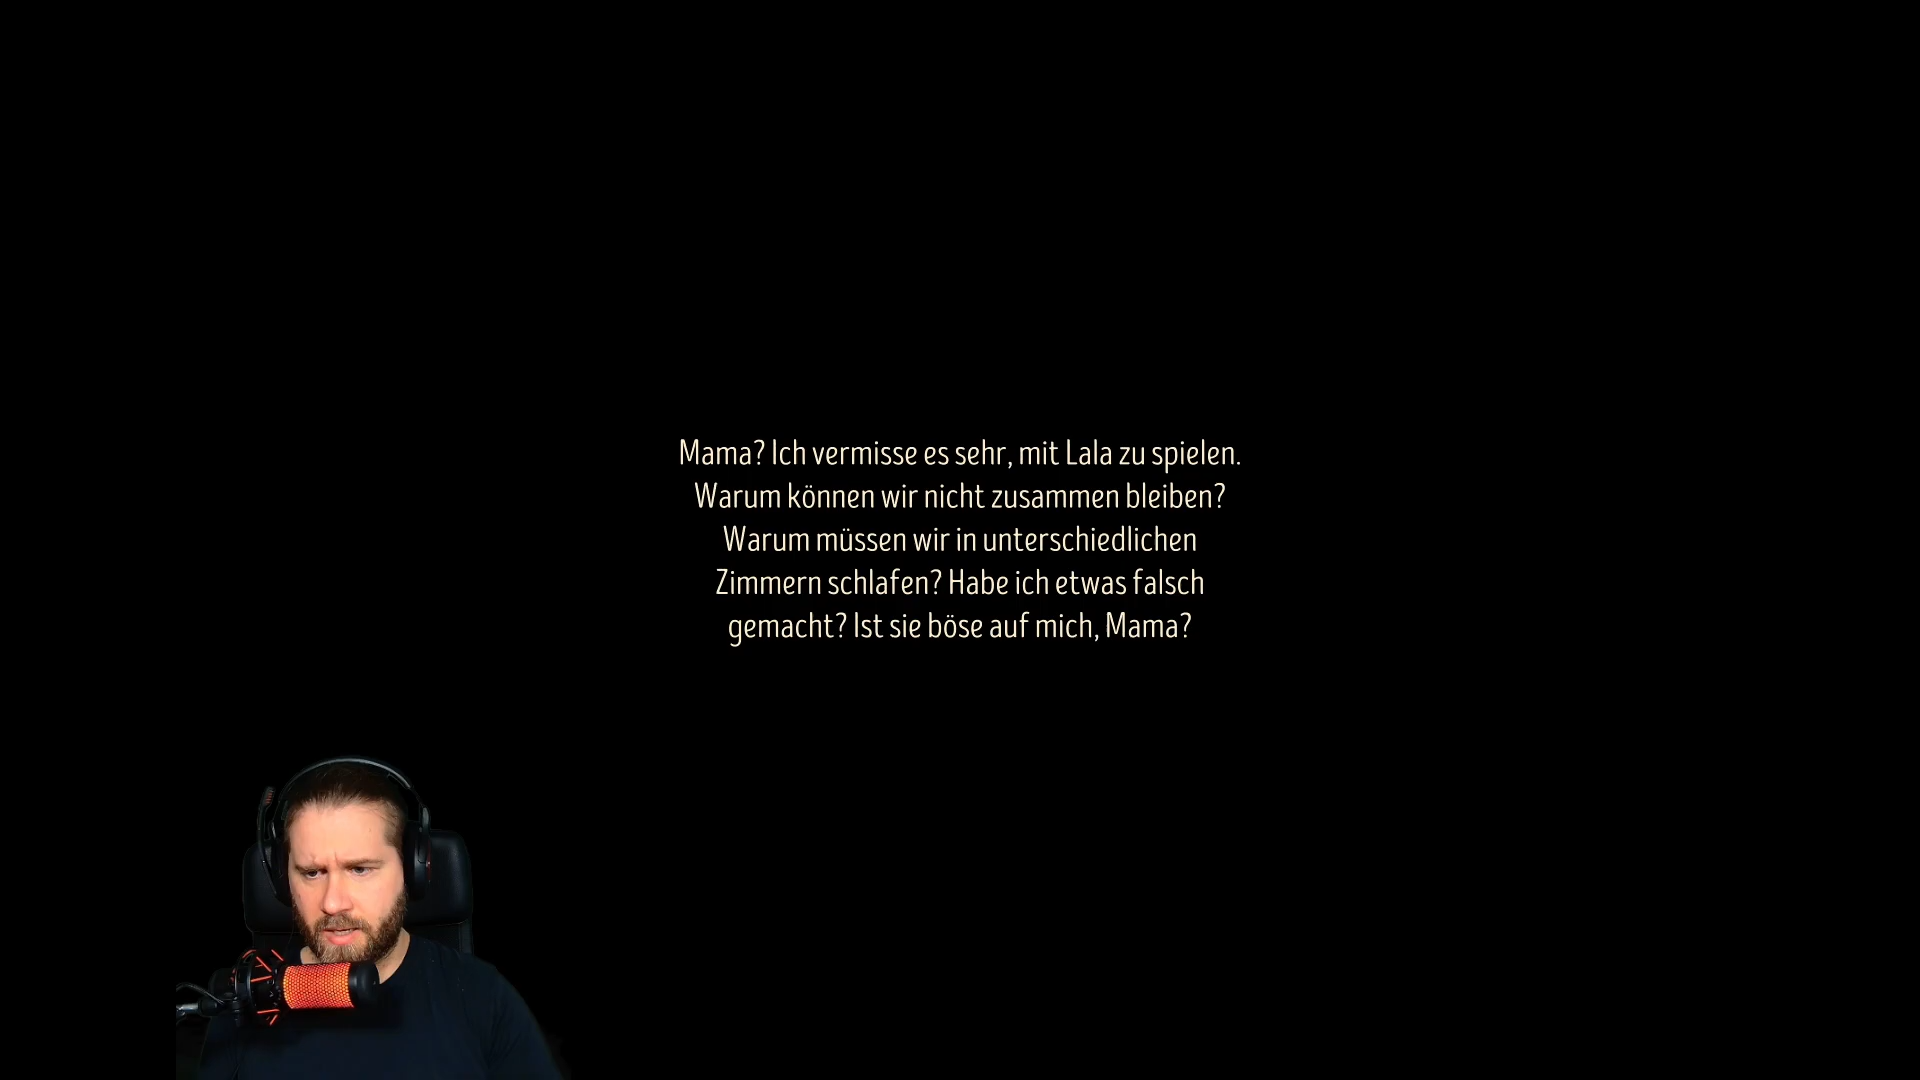 Mama? Ich vermisse es sehr, mit Lala zu spielen.
Warum können wir nicht zusammen bleiben?
Warum müssen wir in unterschiedlichen
Zimmern schlafen? Habe ich etwas falsch
gemacht? Ist sie böse auf mich, Mama?